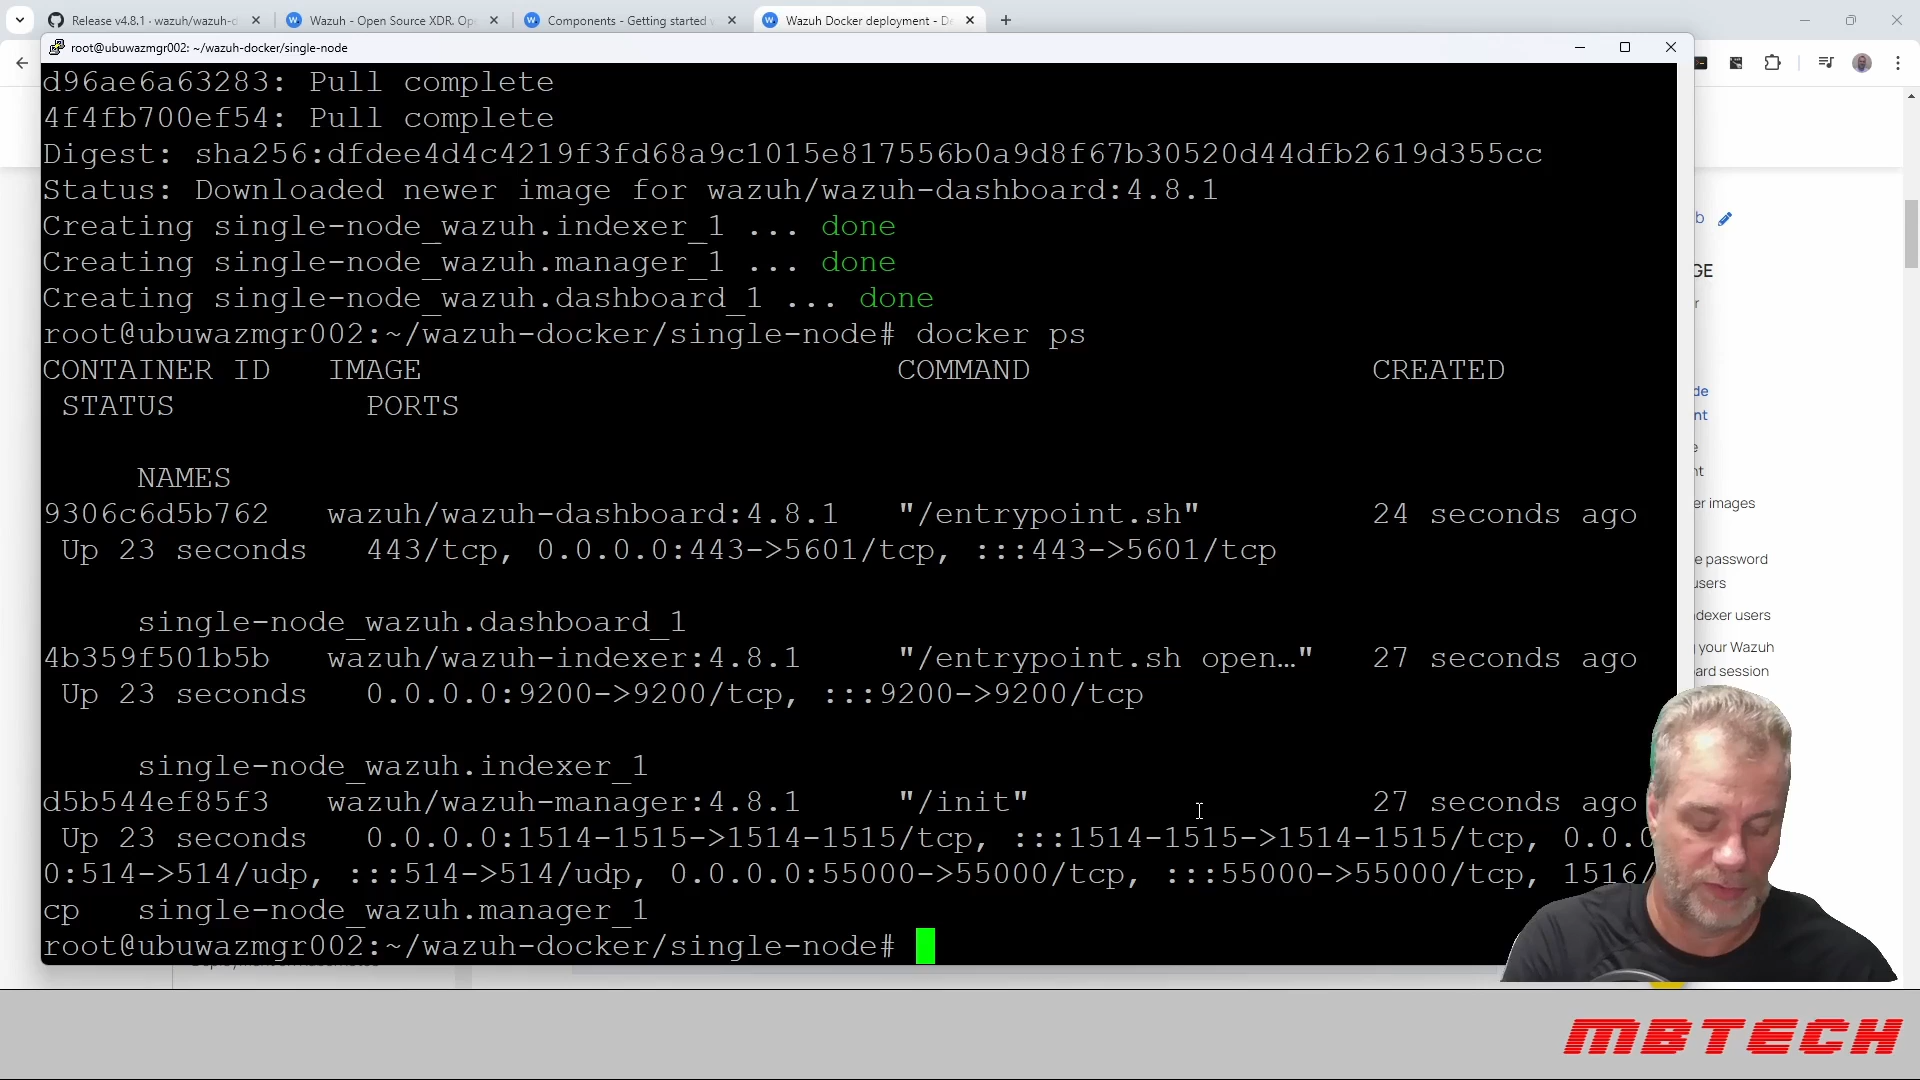 Release v4.8.1 · wazuh/wazuh-d
Wazuh - Open Source XDR. Op
Components - Getting started
Wazuh Docker deployment - D
root@ubuwazmgr002: ~/wazuh-docker/single-node
d96ae6a63283: Pull complete
4f4fb700ef54: Pull complete
Digest: sha256:dfdee4d4c4219f3fd68a9c1015e817556b0a9d8f67b30520d44dfb2619d355cc
Status: Downloaded newer image for wazuh/wazuh-dashboard:4.8.1
Creating single-node_wazuh.indexer_1 ... done
Creating single-node_wazuh.manager_1 ... done
Creating single-node_wazuh.dashboard_1 ... done
root@ubuwazmgr002:~/wazuh-docker/single-node# docker ps
CONTAINER ID IMAGE COMMAND CREATED
STATUS PORTS
NAMES
9306c6d5b762 wazuh/wazuh-dashboard:4.8.1 "/entrypoint.sh" 24 seconds ago
Up 23 seconds 443/tcp, 0.0.0.0:443->5601/tcp, :::443->5601/tcp
single-node_wazuh.dashboard_1
4b359f501b5b wazuh/wazuh-indexer:4.8.1 "/entrypoint.sh open…" 27 seconds ago
Up 23 seconds 0.0.0.0:9200->9200/tcp, :::9200->9200/tcp
single-node_wazuh.indexer_1
d5b544ef85f3 wazuh/wazuh-manager:4.8.1 "/init" 27 seconds ago
Up 23 seconds 0.0.0.0:1514-1515->1514-1515/tcp, :::1514-1515->1514-1515/tcp, 0.0.0
0:514->514/udp, :::514->514/udp, 0.0.0.0:55000->55000/tcp, :::55000->55000/tcp, 1516/
cp single-node_wazuh.manager_1
root@ubuwazmgr002:~/wazuh-docker/single-node#
b
GE
r
de
nt
e
nt
er images
e password
users
ndexer users
your Wazuh
ard session
MBTECH